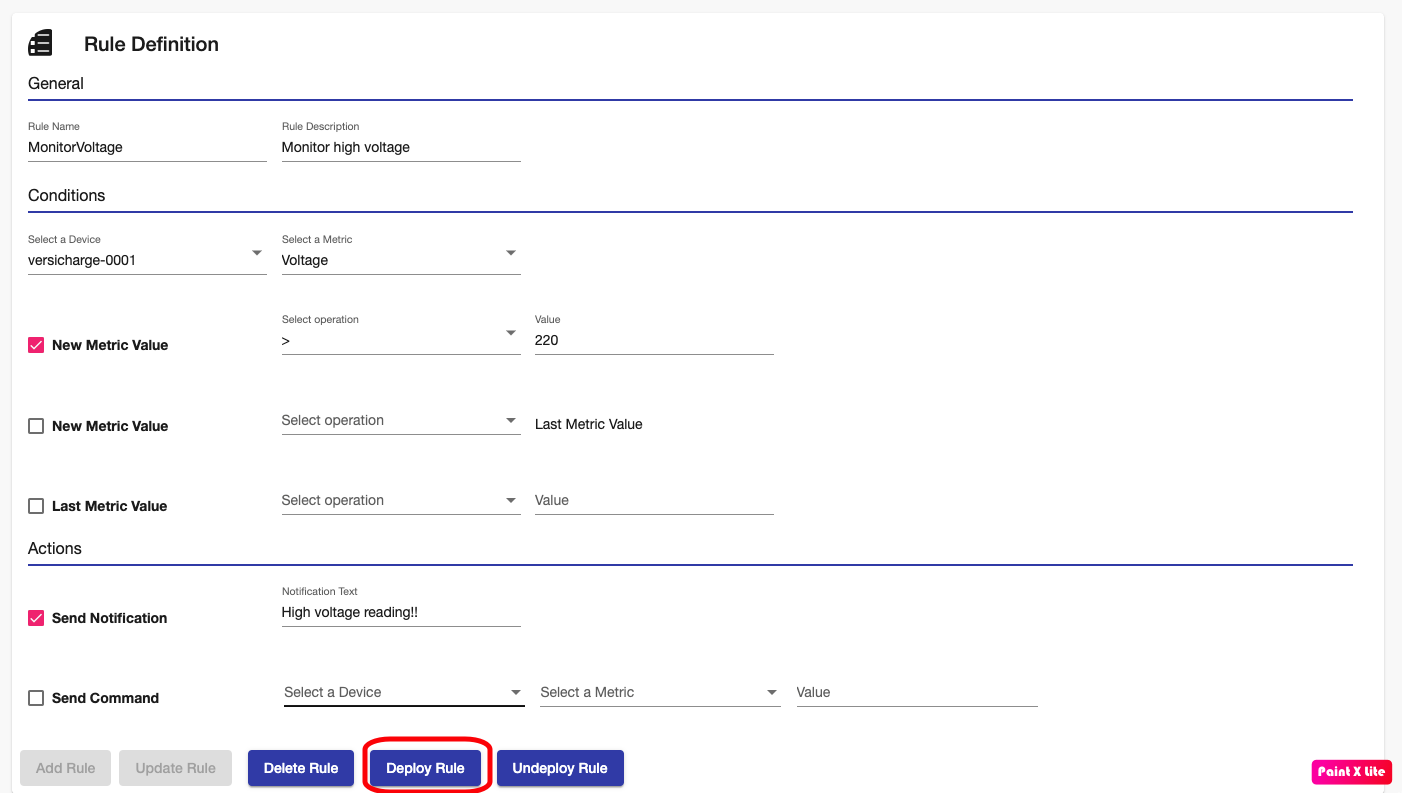 Rule Definition
General
Rule Name Rule Description
MonitorVoltage Monitor high voltage
Conditions
Select a Device Select a Metric
versicharge-0001 Voltage
Select operation Value
New Metric Value > 220
New Metric Value Select operation Last Metric Value
Last Metric Value Select operation Value
Actions
Notification Text
Send Notification High voltage reading!!
Send Command Select a Device Select a Metric Value
Add Rule Update Rule Delete Rule Deploy Rule Undeploy Rule
Paint X Lite